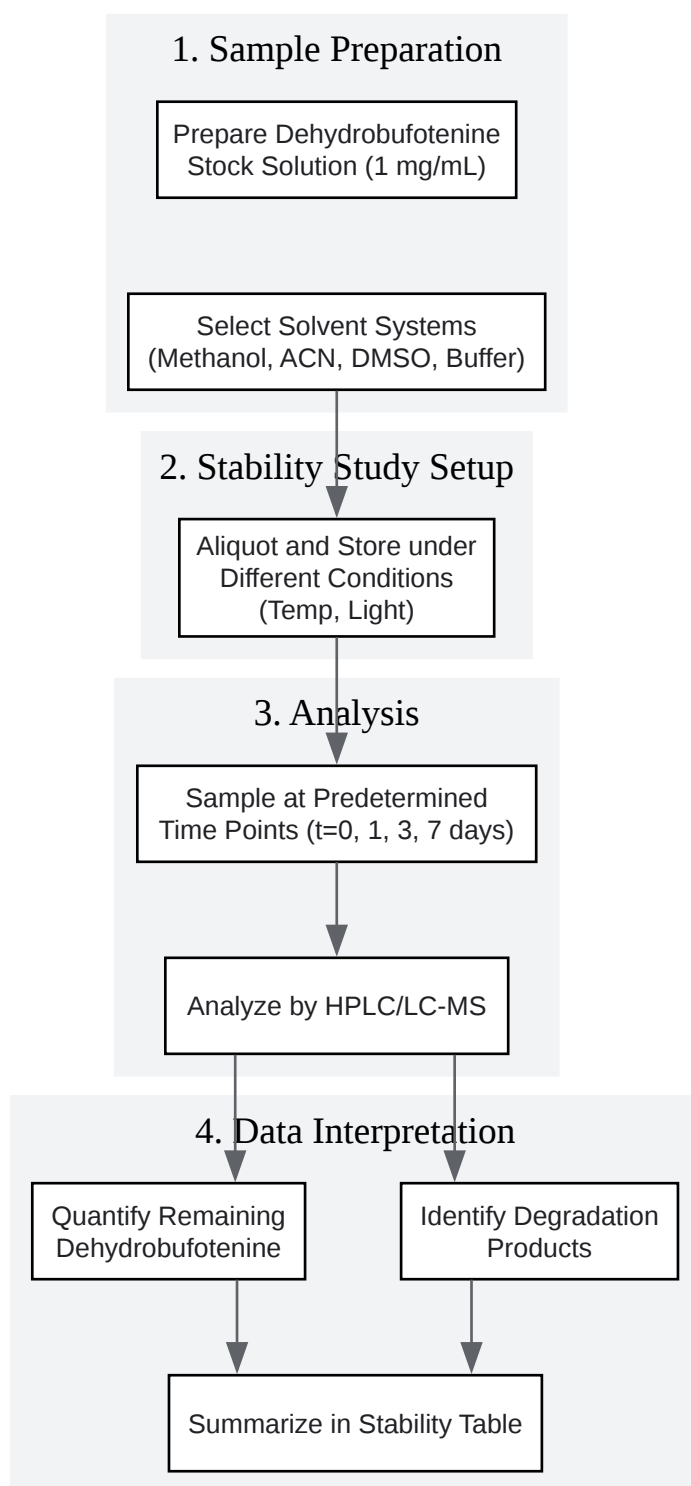 1. Sample Preparation
Prepare Dehydrobufotenine
Stock Solution (1 mg/mL)
Select Solvent Systems
(Methanol, ACN, DMSO, Buffer)
2. Stability Study Setup
Aliquot and Store under
Different Conditions
(Temp, Light)
3. Analysis
Sample at Predetermined
Time Points (t=0, 1, 3, 7 days)
Analyze by HPLC/LC-MS
4. Data Interpretation
Quantify Remaining
Dehydrobufotenine
Identify Degradation
Products
Summarize in Stability Table